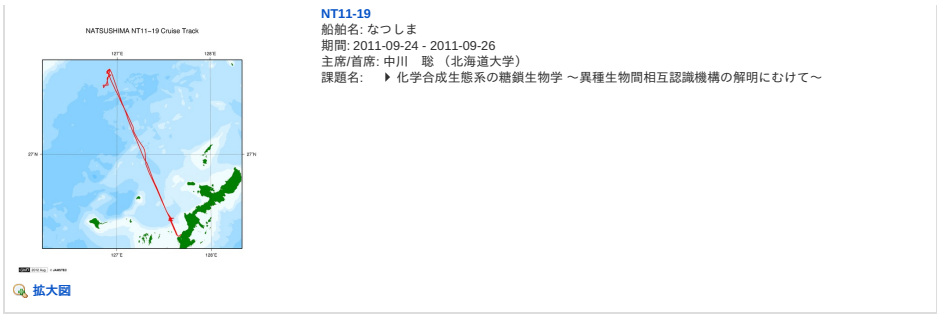 NATSUSHIMA NT11−19 Cruise Track
127˚E
128˚E
27˚N
27˚N
127˚E
128˚E
拡大図
NT11-19
船舶名: なつしま
期間: 2011-09-24 - 2011-09-26
主席/首席: 中川　聡 （北海道大学）
課題名: 化学合成生態系の糖鎖生物学 ～異種生物間相互認識機構の解明にむけて～